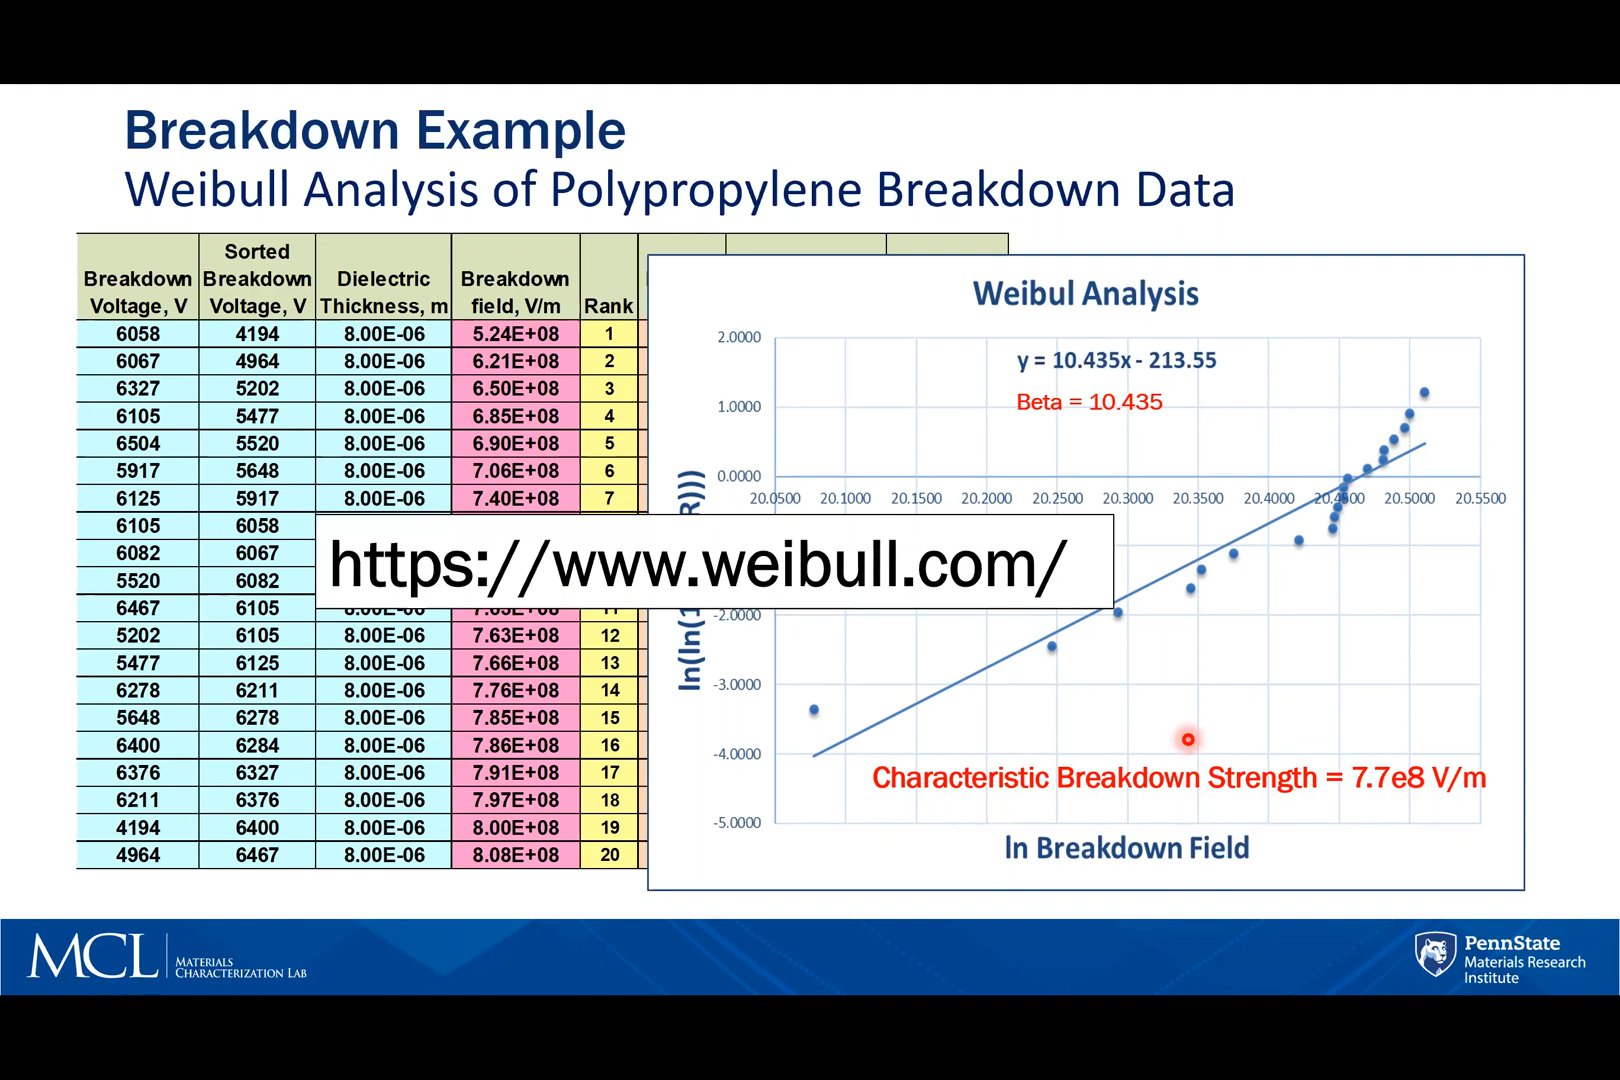 Breakdown Example
Weibull Analysis of Polypropylene Breakdown Data
Breakdown Voltage, V Sorted Breakdown Voltage, V Dielectric Thickness, m Breakdown field, V/m Rank
6058 4194 8.00E-06 5.24E+08 1
6067 4964 8.00E-06 6.21E+08 2
6327 5202 8.00E-06 6.50E+08 3
6105 5477 8.00E-06 6.85E+08 4
6504 5520 8.00E-06 6.90E+08 5
5917 5648 8.00E-06 7.06E+08 6
6125 5917 8.00E-06 7.40E+08 7
6105 6058
6082 6067
5520 6082
6467 6105 8.00E-06 7.63E+08 11
5202 6105 8.00E-06 7.63E+08 12
5477 6125 8.00E-06 7.66E+08 13
6278 6211 8.00E-06 7.76E+08 14
5648 6278 8.00E-06 7.85E+08 15
6400 6284 8.00E-06 7.86E+08 16
6376 6327 8.00E-06 7.91E+08 17
6211 6376 8.00E-06 7.97E+08 18
4194 6400 8.00E-06 8.00E+08 19
4964 6467 8.00E-06 8.08E+08 20
https://www.weibull.com/
Weibul Analysis
y = 10.435x - 213.55
Beta = 10.435
2.0000
1.0000
0.0000
20.0500 20.1000 20.1500 20.2000 20.2500 20.3000 20.3500 20.4000 20.4500 20.5000 20.5500
-2.0000
-3.0000
-4.0000
-5.0000
Characteristic Breakdown Strength = 7.7e8 V/m
ln Breakdown Field
MCL
MATERIALS
CHARACTERIZATION LAB
PennState
Materials Research
Institute